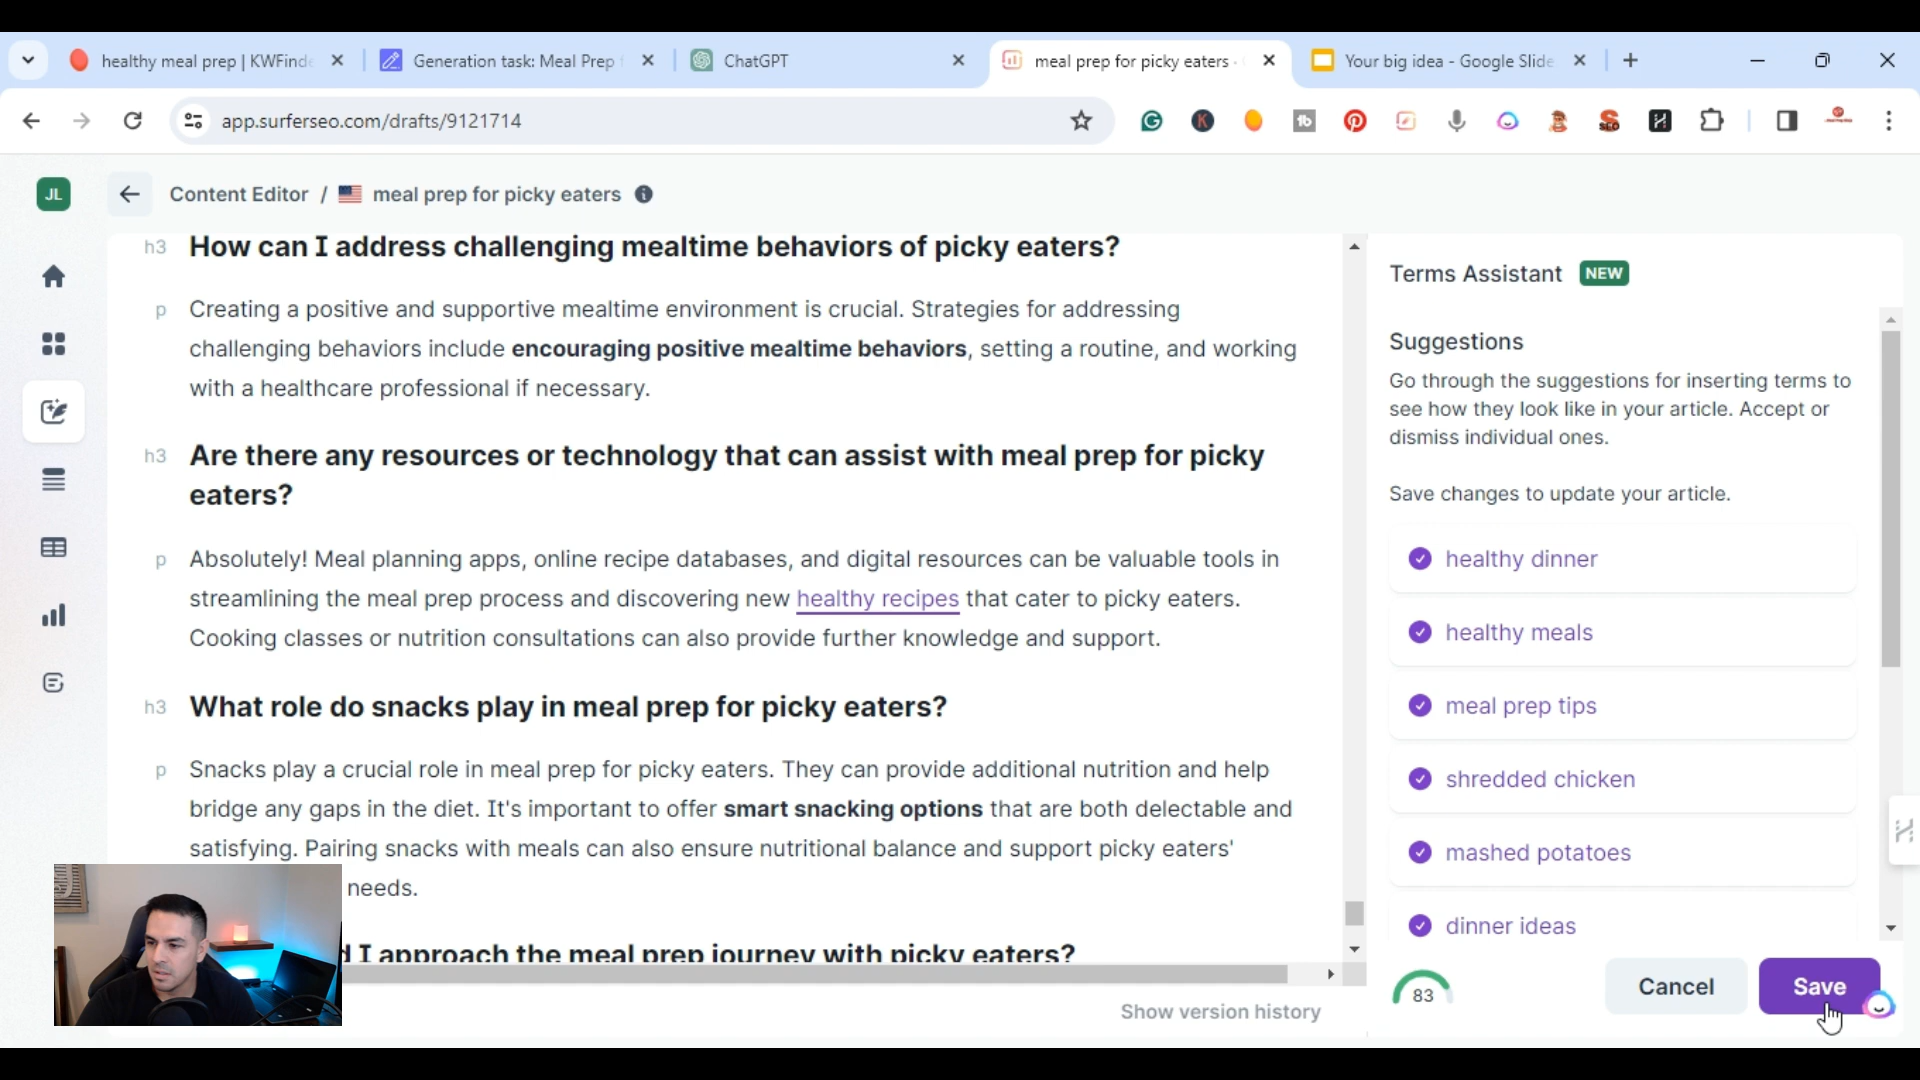 healthy meal prep | KWFinde
Generation task: Meal Prep f
ChatGPT
meal prep for picky eaters -
Your big idea - Google Slide
app.surferseo.com/drafts/9121714
JL
Content Editor / meal prep for picky eaters
h3 How can I address challenging mealtime behaviors of picky eaters?
p Creating a positive and supportive mealtime environment is crucial. Strategies for addressing
challenging behaviors include encouraging positive mealtime behaviors, setting a routine, and working
with a healthcare professional if necessary.
h3 Are there any resources or technology that can assist with meal prep for picky
eaters?
p Absolutely! Meal planning apps, online recipe databases, and digital resources can be valuable tools in
streamlining the meal prep process and discovering new healthy recipes that cater to picky eaters.
Cooking classes or nutrition consultations can also provide further knowledge and support.
h3 What role do snacks play in meal prep for picky eaters?
p Snacks play a crucial role in meal prep for picky eaters. They can provide additional nutrition and help
bridge any gaps in the diet. It's important to offer smart snacking options that are both delectable and
satisfying. Pairing snacks with meals can also ensure nutritional balance and support picky eaters'
needs.
d I approach the meal prep journey with picky eaters?
Show version history
Terms Assistant NEW
Suggestions
Go through the suggestions for inserting terms to
see how they look like in your article. Accept or
dismiss individual ones.
Save changes to update your article.
healthy dinner
healthy meals
meal prep tips
shredded chicken
mashed potatoes
dinner ideas
83
Cancel
Save